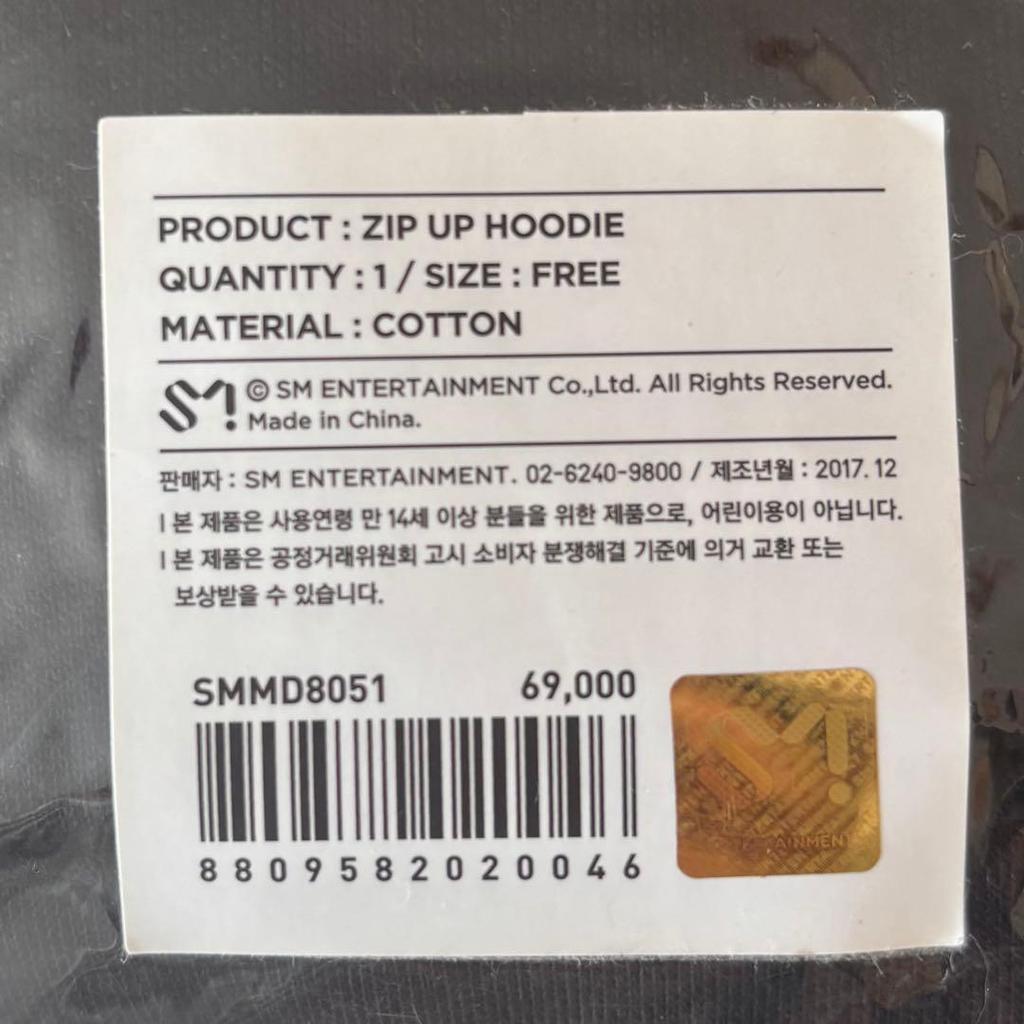 PRODUCT : ZIP UP HOODIE
QUANTITY : 1 / SIZE : FREE
MATERIAL : COTTON
SM! © SM ENTERTAINMENT Co.,Ltd. All Rights Reserved.
Made in China.
판매자 : SM ENTERTAINMENT. 02-6240-9800 / 제조년월 : 2017. 12
| 본 제품은 사용연령 만 14세 이상 분들을 위한 제품으로, 어린이용이 아닙니다.
| 본 제품은 공정거래위원회 고시 소비자 분쟁해결 기준에 의거 교환 또는
보상받을 수 있습니다.
SMMD8051 69,000
8809582020046